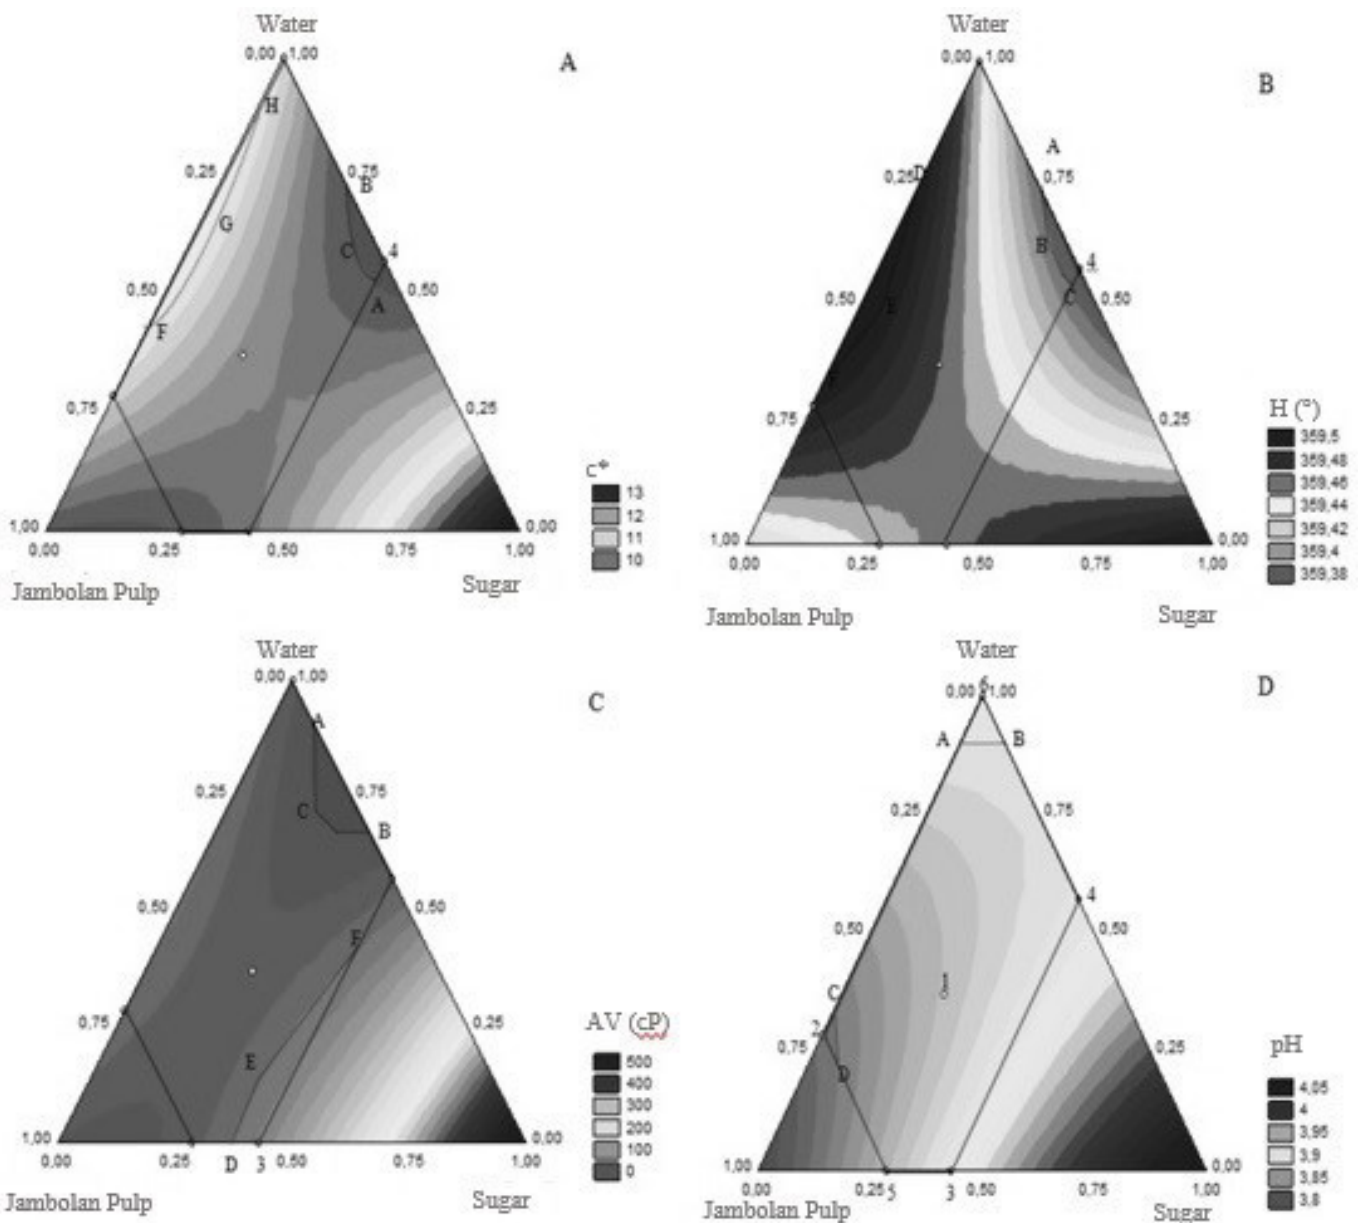 Water
0,00 1,00
A
H
0,25
0,75
B
G
C
4
0,50
0,50
A
F
0,75
0,25
c*
13
12
11
10
1,00
0,00
0,00 0,25 0,50 0,75 1,00
Jambolan Pulp
Sugar
Water
0,00 1,00
B
A
0,25
D
0,75
B
4
0,50
E
C
0,50
0,75
0,25
H (°)
359,5
359,48
359,46
359,44
359,42
359,4
359,38
1,00
0,00
0,00 0,25 0,50 0,75 1,00
Jambolan Pulp
Sugar
Water
0,00 1,00
C
A
0,25
0,75
C
B
0,50
0,50
F
0,75
0,25
E
AV (cP)
500
400
300
200
100
0
1,00
0,00
0,00 0,25 D 3 0,50 0,75 1,00
Jambolan Pulp
Sugar
Water
6
0,00 1,00
D
A
B
0,25
0,75
4
0,50
0,50
C
1
2
0,75
0,25
D
pH
4,05
4
3,95
3,9
3,85
3,8
1,00
0,00
0,00 0,25 5 3 0,50 0,75 1,00
Jambolan Pulp
Sugar